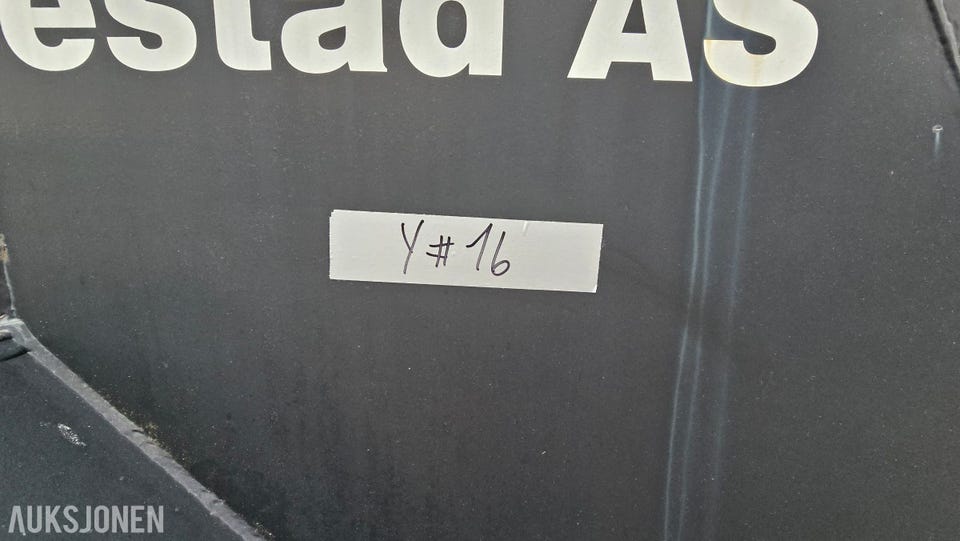 estad AS
Y#16
AUKSJONEN